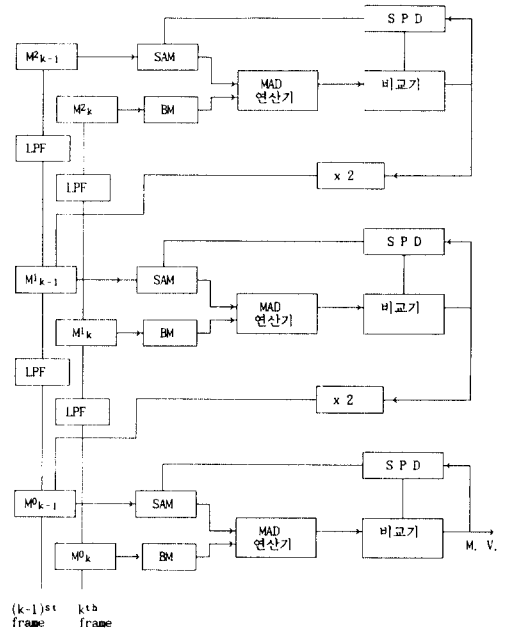 S P D
M²k-1
SAM
MAD
연산기
비교기
M²k
BM
LPF
LPF
x 2
S P D
M¹k-1
SAM
MAD
연산기
비교기
M¹k
BM
LPF
LPF
x 2
S P D
M⁰k-1
SAM
MAD
연산기
비교기
M. V.
M⁰k
BM
(k-1)st kth
frame frame